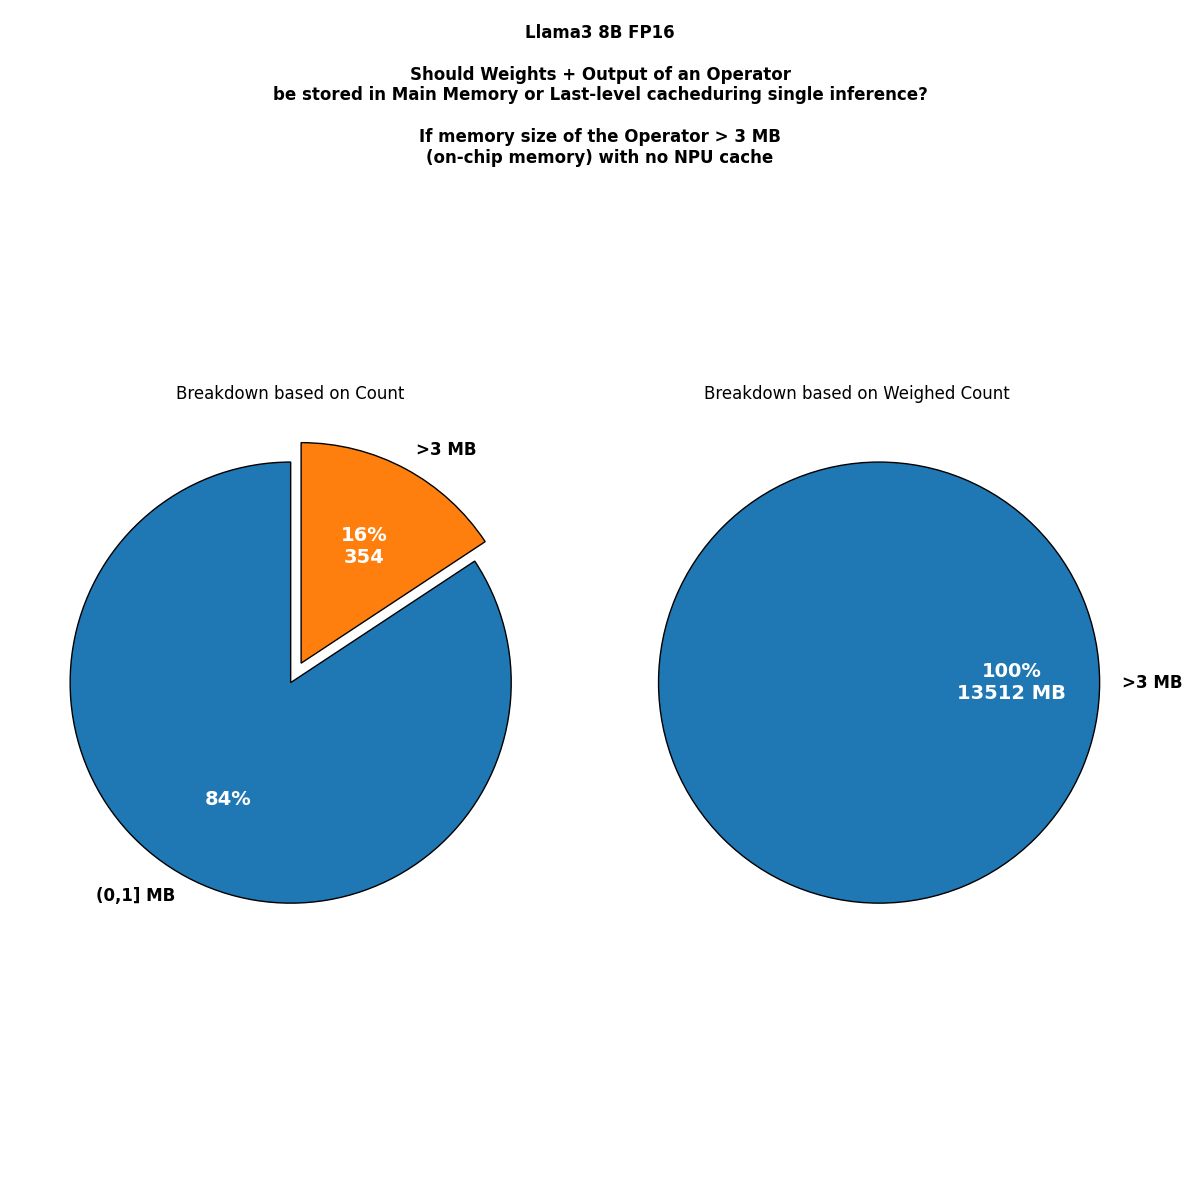 Llama3 8B FP16
Should Weights + Output of an Operator
be stored in Main Memory or Last-level cacheduring single inference?
If memory size of the Operator > 3 MB
(on-chip memory) with no NPU cache
Breakdown based on Count
>3 MB
16%
354
84%
(0,1] MB
Breakdown based on Weighed Count
100%
13512 MB
>3 MB